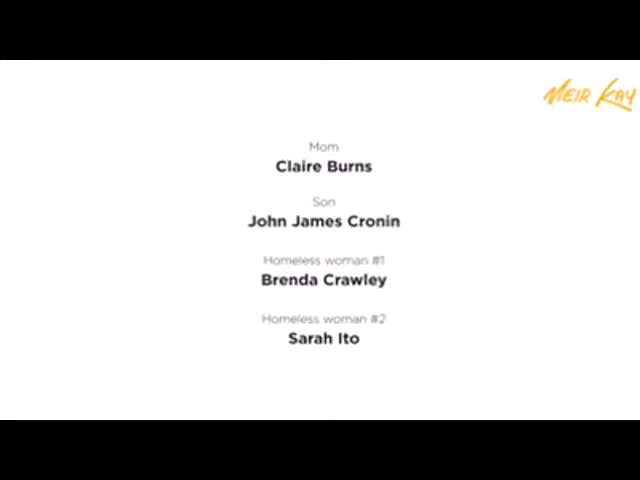 MEIR KAY
Mom
Claire Burns
Son
John James Cronin
Homeless woman #1
Brenda Crawley
Homeless woman #2
Sarah Ito